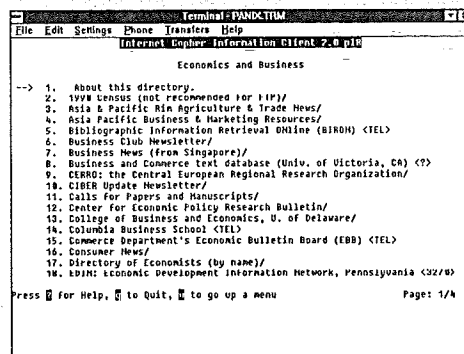 Terminal - PANIX.TRM
File Edit Settings Phone Transfers Help
Internet Gopher Information Client 2.0 pl8
Economics and Business
--> 1. About this directory.
2. 1990 Census (not recommended for FTP)/
3. Asia & Pacific Rim Agriculture & Trade News/
4. Asia Pacific Business & Marketing Resources/
5. Bibliographic Information Retrieval ONline (BIRON) <TEL>
6. Business Club Newsletter/
7. Business News (from Singapore)/
8. Business and Commerce text database (Univ. of Victoria, CA) <?>
9. CERRO: the Central European Regional Research Organization/
10. CIBER Update Newsletter/
11. Calls for Papers and Manuscripts/
12. Center for Economic Policy Research Bulletin/
13. College of Business and Economics, U. of Delaware/
14. Columbia Business School <TEL>
15. Commerce Department's Economic Bulletin Board (EBB) <TEL>
16. Consumer News/
17. Directory of Economists (by name)/
18. EDIN: Economic Development Information Network, Pennsylvania <3270>
Press ? for Help, q to Quit, u to go up a menu Page: 1/4